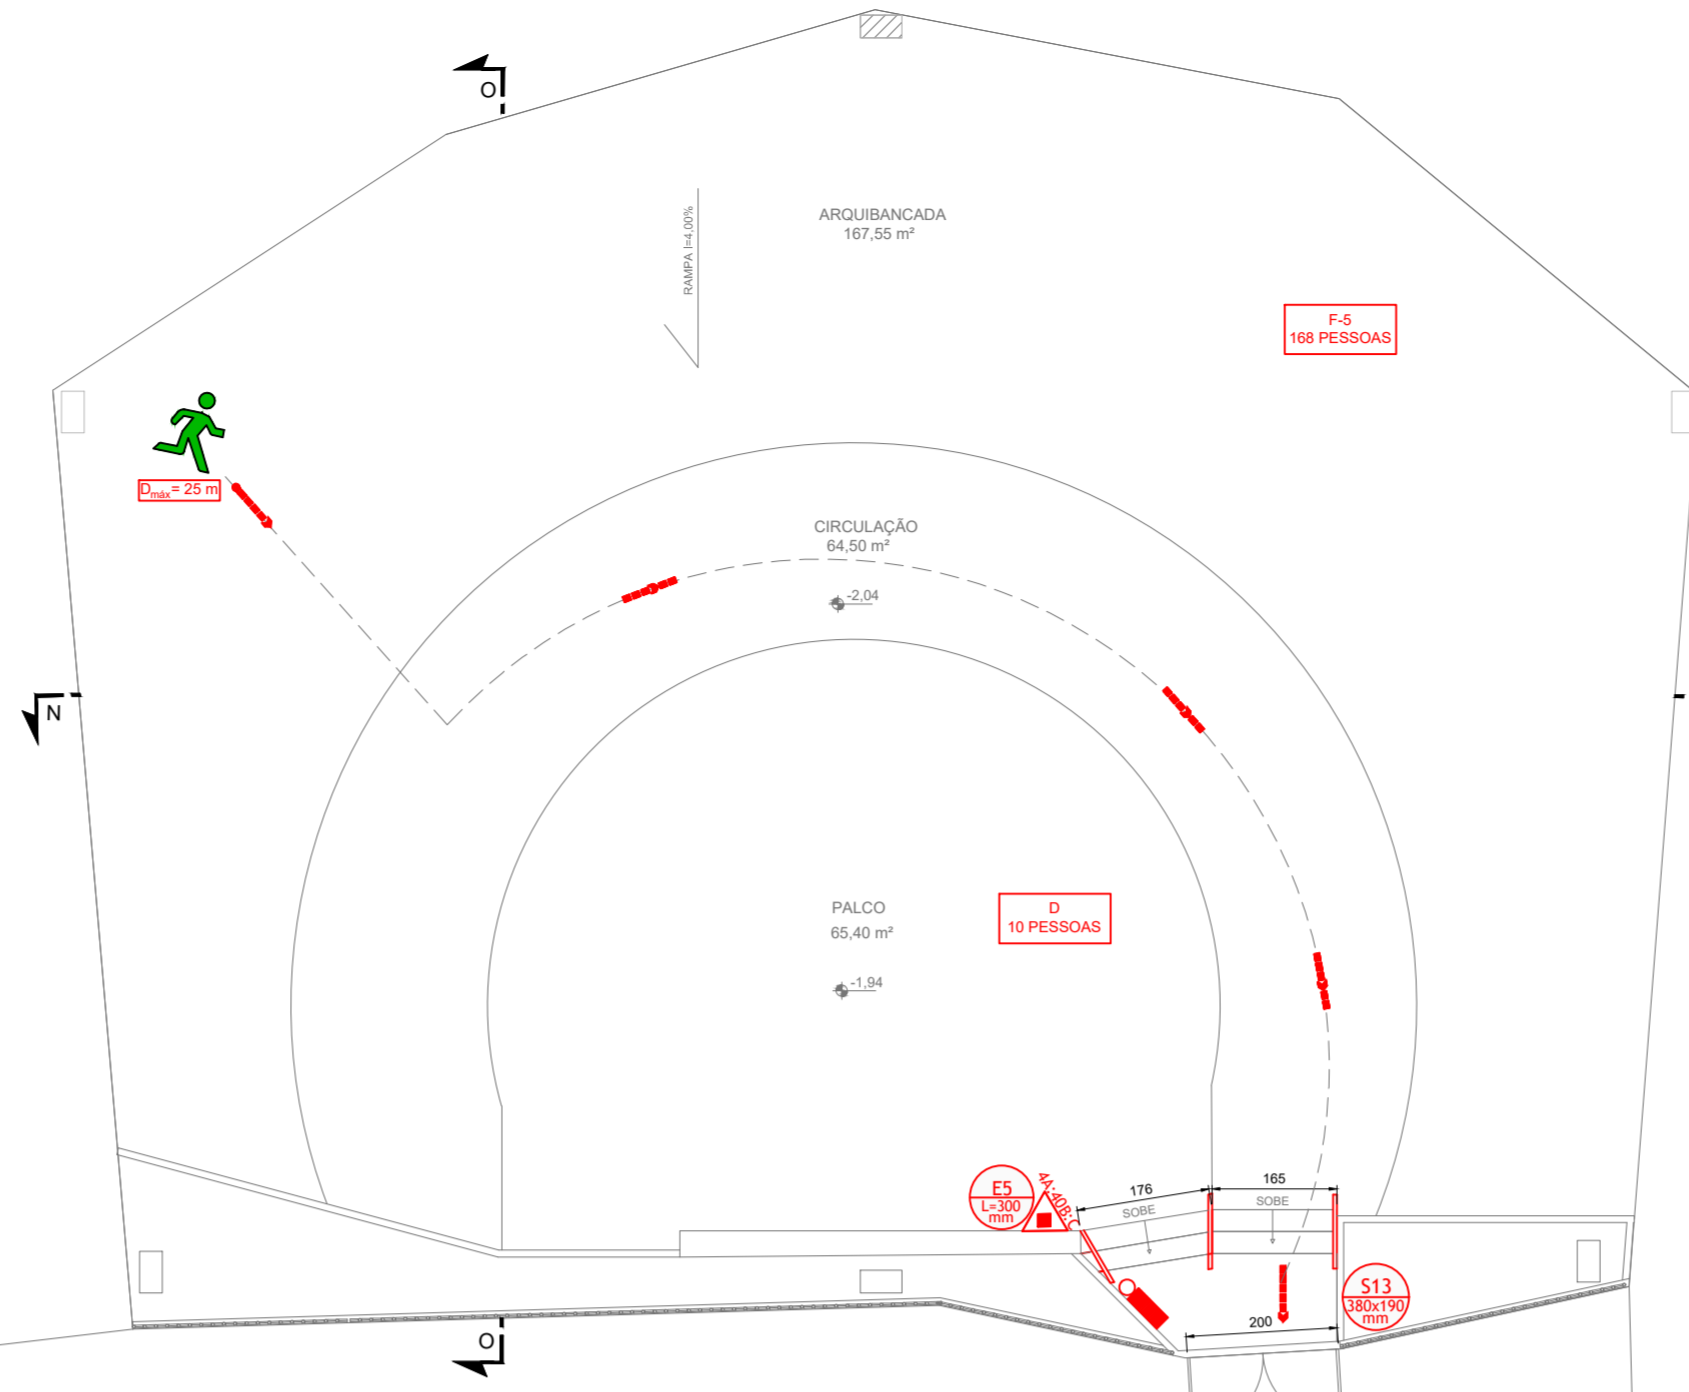 O
ARQUIBANCADA
167,55 m²
RAMPA I=4,00%
F-5
168 PESSOAS
Dmáx= 25 m
CIRCULAÇÃO
64,50 m²
-2,04
N
PALCO
65,40 m²
D
10 PESSOAS
-1,94
E5
L=300
mm
4A:40B:C
176
SOBE
165
SOBE
S13
380x190
mm
200
O